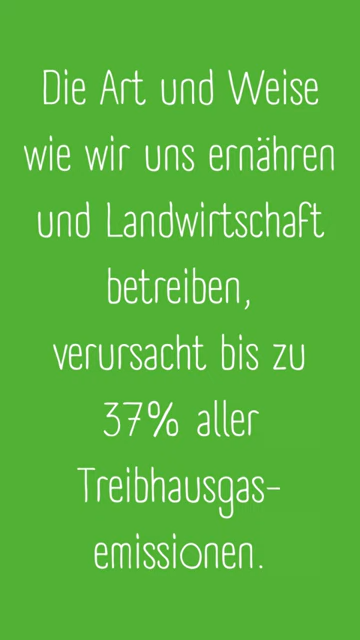 Die Art und Weise
wie wir uns ernähren
und Landwirtschaft
betreiben,
verursacht bis zu
37% aller
Treibhausgas-
emissionen.